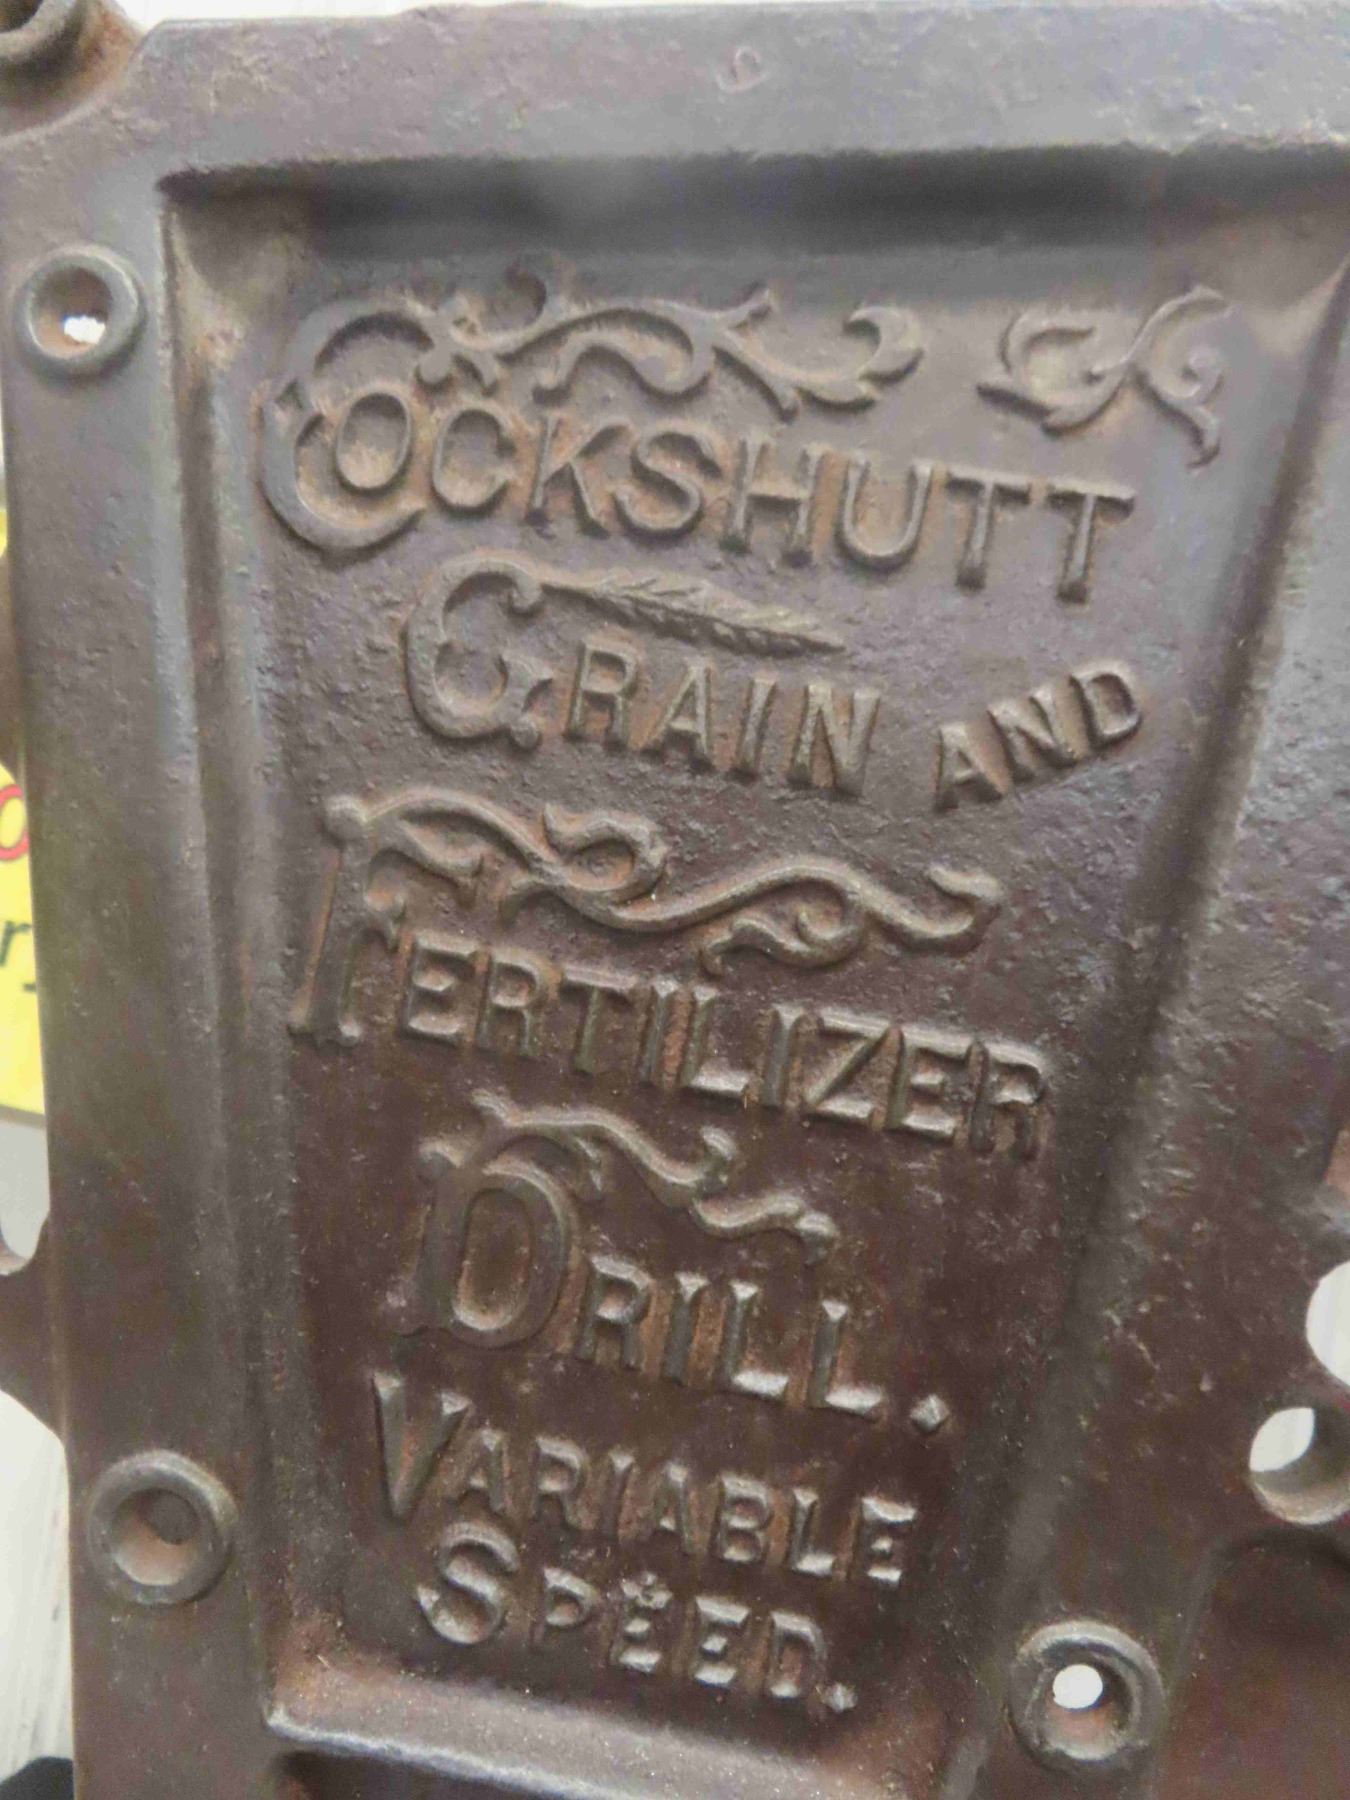 COCKSHUTT
GRAIN AND
FERTILIZER
DRILL.
VARIABLE
SPEED.